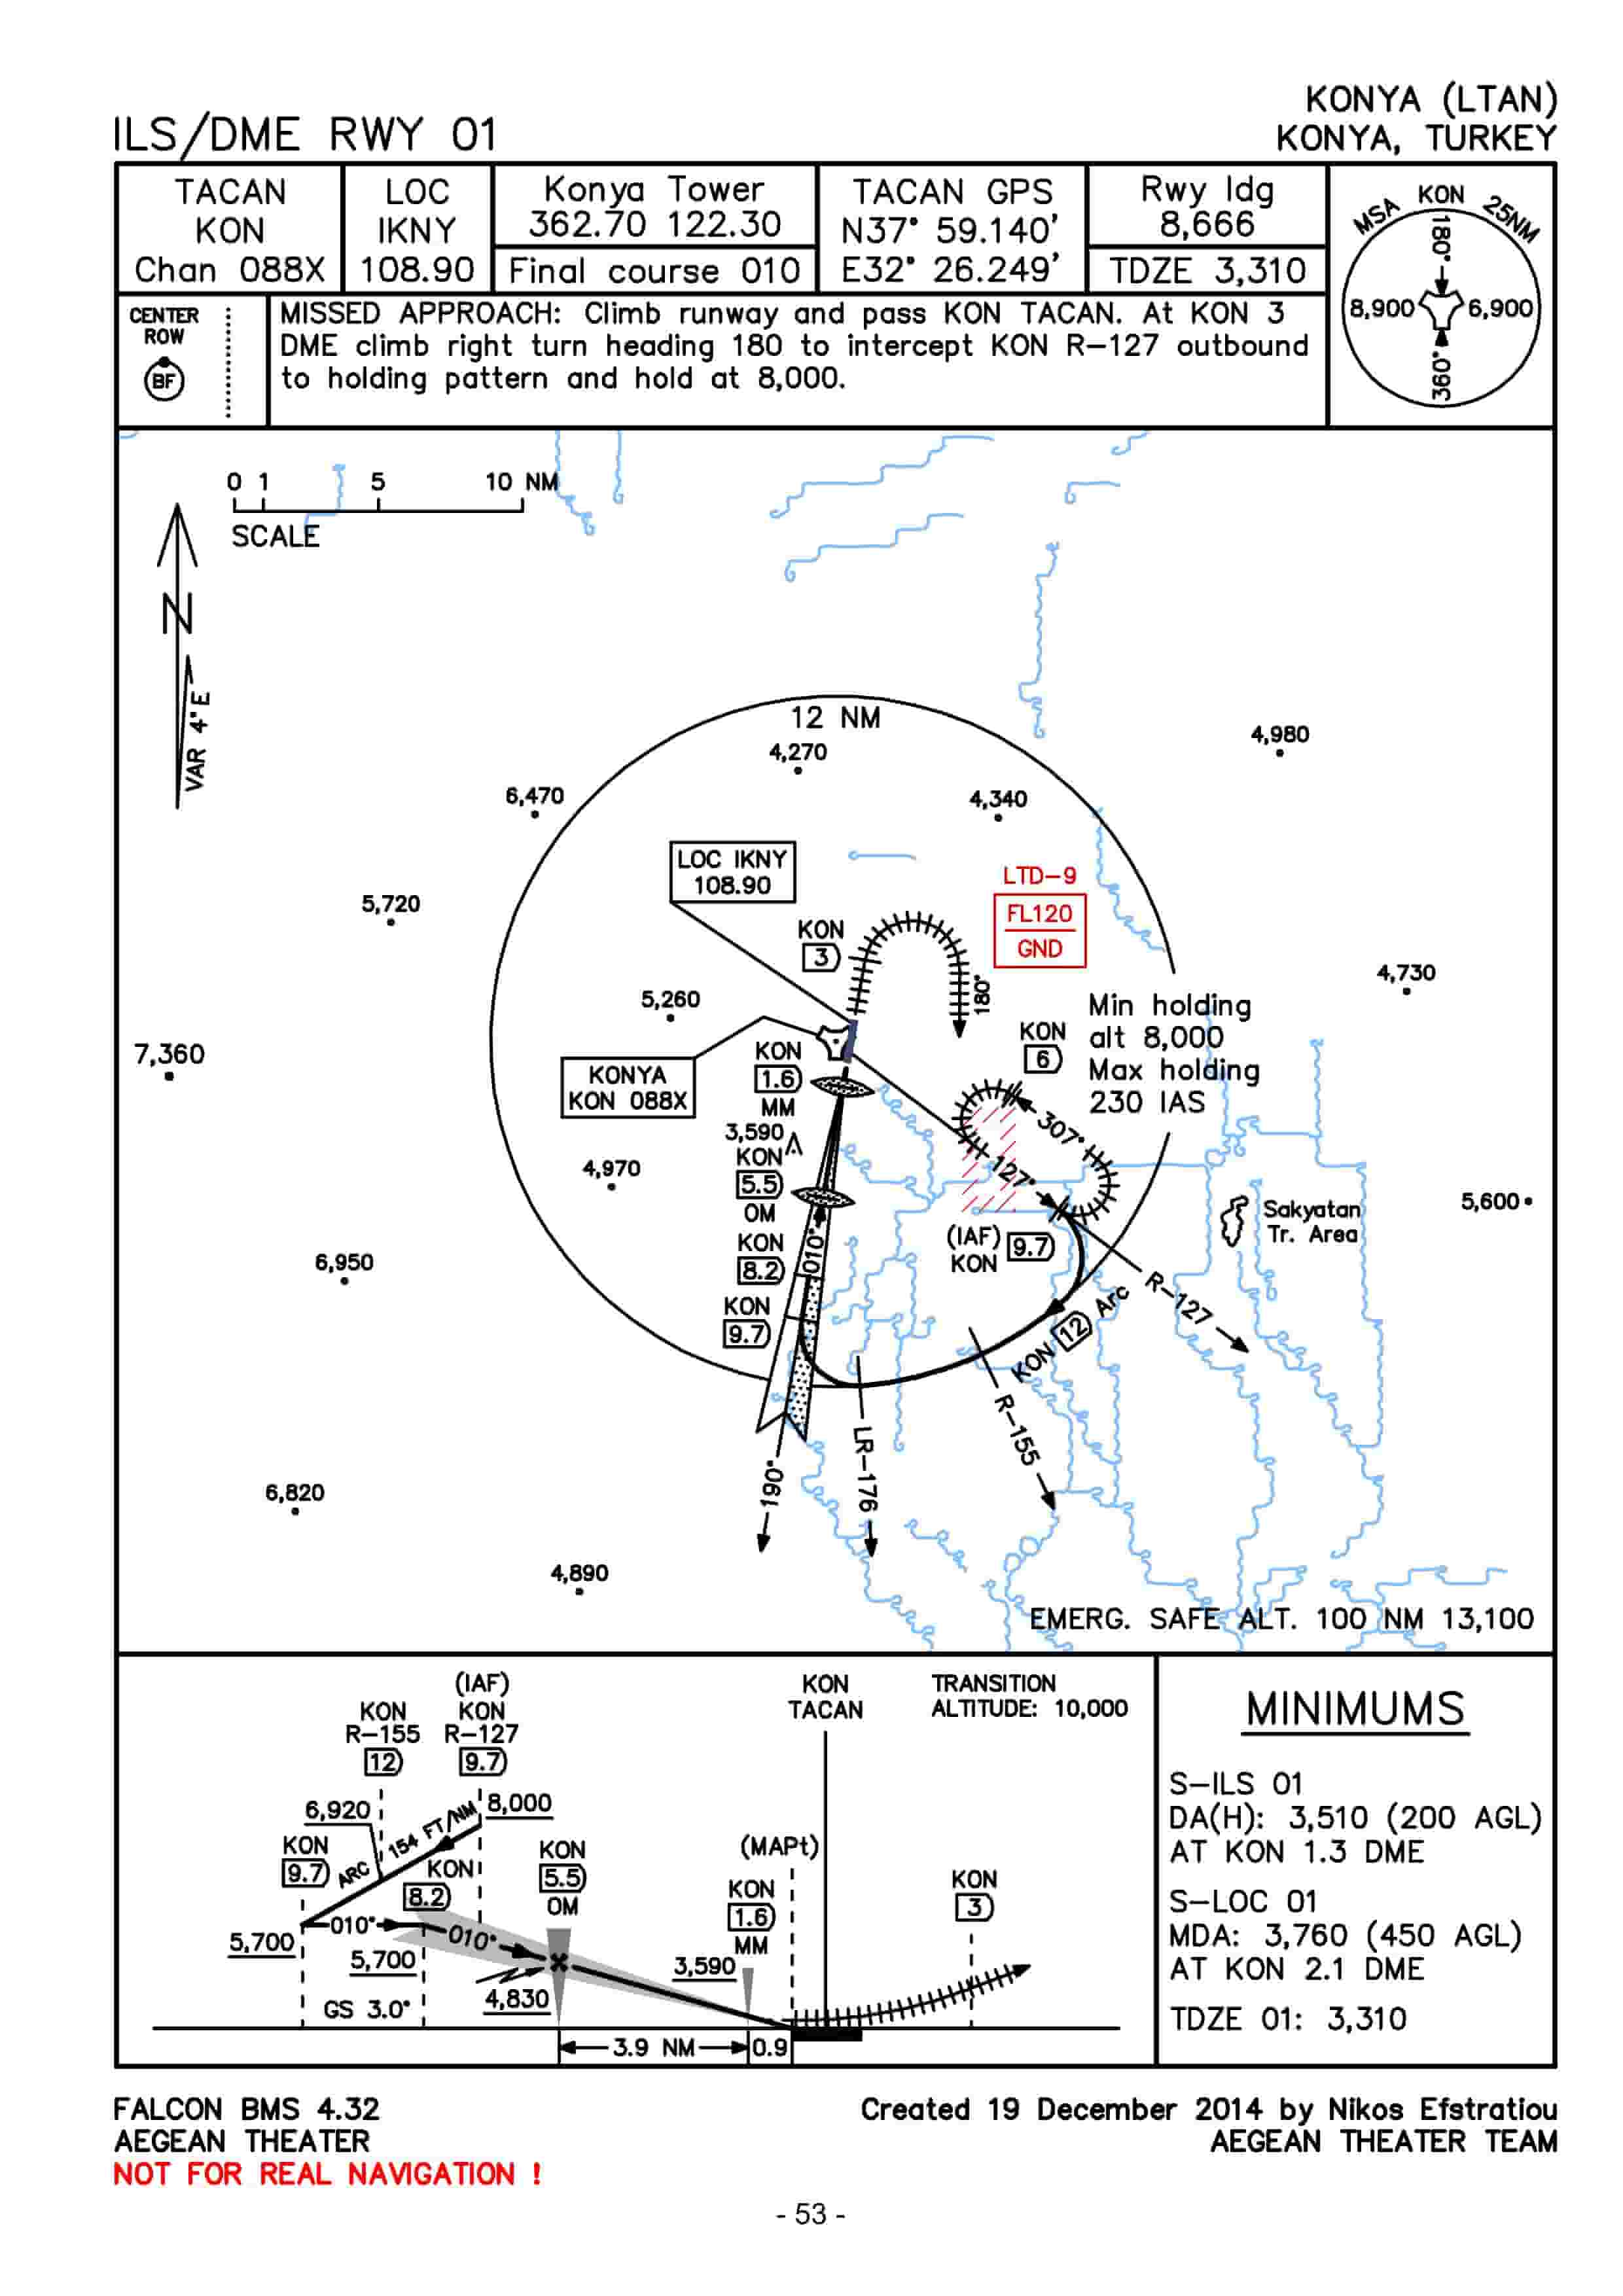 KONYA (LTAN)
ILS/DME RWY 01
KONYA, TURKEY
TACAN
KON
Chan 088X
LOC
IKNY
108.90
Konya Tower
362.70 122.30
Final course 010
TACAN GPS
N37° 59.140'
E32° 26.249'
Rwy ldg
8,666
TDZE 3,310
MSA KON 25NM
180°
8,900
6,900
360°
CENTER
ROW
BF
MISSED APPROACH: Climb runway and pass KON TACAN. At KON 3
DME climb right turn heading 180 to intercept KON R-127 outbound
to holding pattern and hold at 8,000.
0 1 5 10 NM
SCALE
N
VAR 4°E
12 NM
4,270
4,980
6,470
4,340
LOC IKNY
108.90
LTD-9
FL120
GND
5,720
KON
3
180°
4,730
5,260
Min holding
alt 8,000
Max holding
230 IAS
KON
6
7,360
KONYA
KON 088X
KON
1.6
MM
3,590
307°
KON
5.5
OM
127°
4,970
5,600
Sakyatan
Tr. Area
(IAF)
KON
9.7
KON
8.2
010°
6,950
KON
9.7
R-127
KON 12 Arc
R-155
LR-176
190°
6,820
4,890
EMERG. SAFE ALT. 100 NM 13,100
(IAF)
KON
R-155
12
KON
R-127
9.7
KON
TACAN
TRANSITION
ALTITUDE: 10,000
6,920
154 FT/NM
8,000
KON
9.7
ARC
KON
8.2
KON
5.5
OM
(MAPt)
KON
1.6
MM
KON
3
5,700
010°
010°
5,700
3,590
GS 3.0°
4,830
3.9 NM
0.9
MINIMUMS
S-ILS 01
DA(H): 3,510 (200 AGL)
AT KON 1.3 DME
S-LOC 01
MDA: 3,760 (450 AGL)
AT KON 2.1 DME
TDZE 01: 3,310
FALCON BMS 4.32
AEGEAN THEATER
NOT FOR REAL NAVIGATION !
Created 19 December 2014 by Nikos Efstratiou
AEGEAN THEATER TEAM
- 53 -